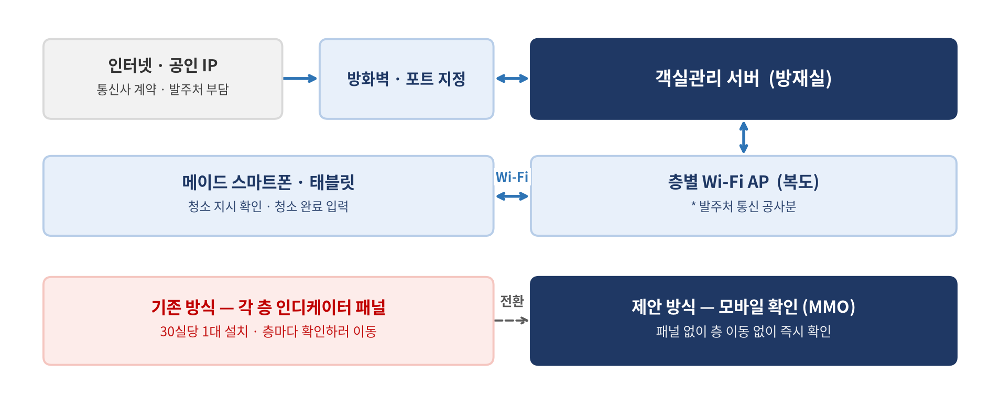 인터넷 · 공인 IP
통신사 계약 · 발주처 부담
방화벽 · 포트 지정
객실관리 서버 (방재실)
메이드 스마트폰 · 태블릿
청소 지시 확인 · 청소 완료 입력
Wi-Fi
층별 Wi-Fi AP (복도)
* 발주처 통신 공사분
기존 방식 — 각 층 인디케이터 패널
30실당 1대 설치 · 층마다 확인하러 이동
전환
제안 방식 — 모바일 확인 (MMO)
패널 없이 층 이동 없이 즉시 확인